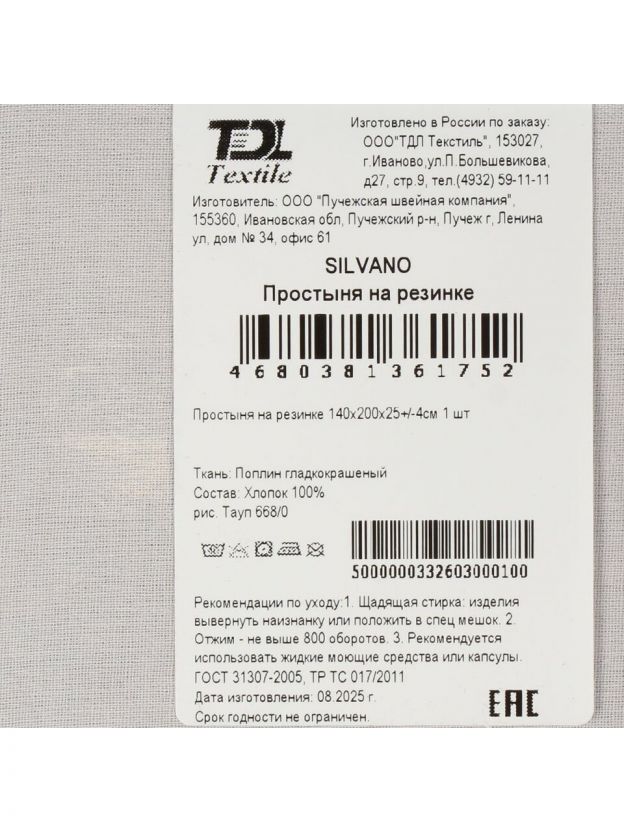 TDL
Textile
Изготовлено в России по заказу:
ООО"ТДЛ Текстиль", 153027,
г.Иваново,ул.П.Большевикова,
д27, стр.9, тел.(4932) 59-11-11
Изготовитель: ООО "Пучежская швейная компания",
155360, Ивановская обл, Пучежский р-н, Пучеж г, Ленина
ул, дом № 34, офис 61
SILVANO
Простыня на резинке
4680381361752
Простыня на резинке 140х200х25+/-4см 1 шт
Ткань: Поплин гладкокрашеный
Состав: Хлопок 100%
рис. Тауп 668/0
5000000332603000100
Рекомендации по уходу:1. Щадящая стирка: изделия
вывернуть наизнанку или положить в спец мешок. 2.
Отжим - не выше 800 оборотов. 3. Рекомендуется
использовать жидкие моющие средства или капсулы.
ГОСТ 31307-2005, ТР ТС 017/2011
Дата изготовления: 08.2025 г.
Срок годности не ограничен.
EAC